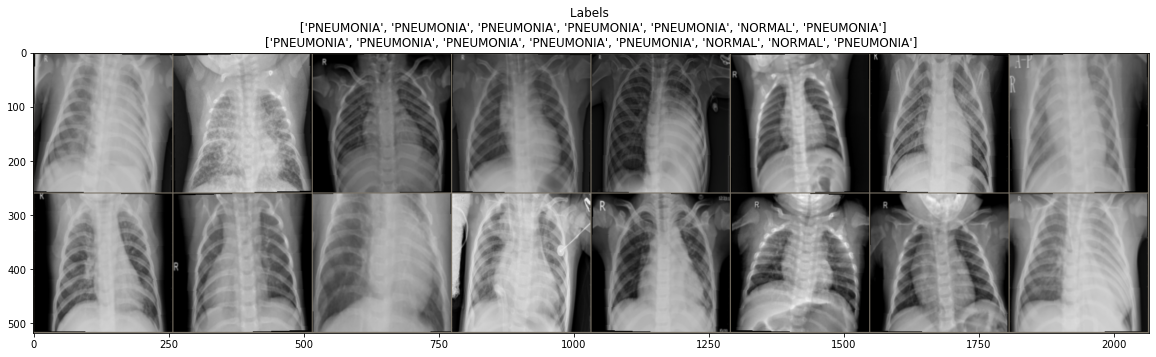 Labels
['PNEUMONIA', 'PNEUMONIA', 'PNEUMONIA', 'PNEUMONIA', 'PNEUMONIA', 'NORMAL', 'PNEUMONIA']
['PNEUMONIA', 'PNEUMONIA', 'PNEUMONIA', 'PNEUMONIA', 'PNEUMONIA', 'NORMAL', 'NORMAL', 'PNEUMONIA']
0
100
200
300
400
500
R
R
R
R
R
R
R
R
R
0
250
500
750
1000
1250
1500
1750
2000